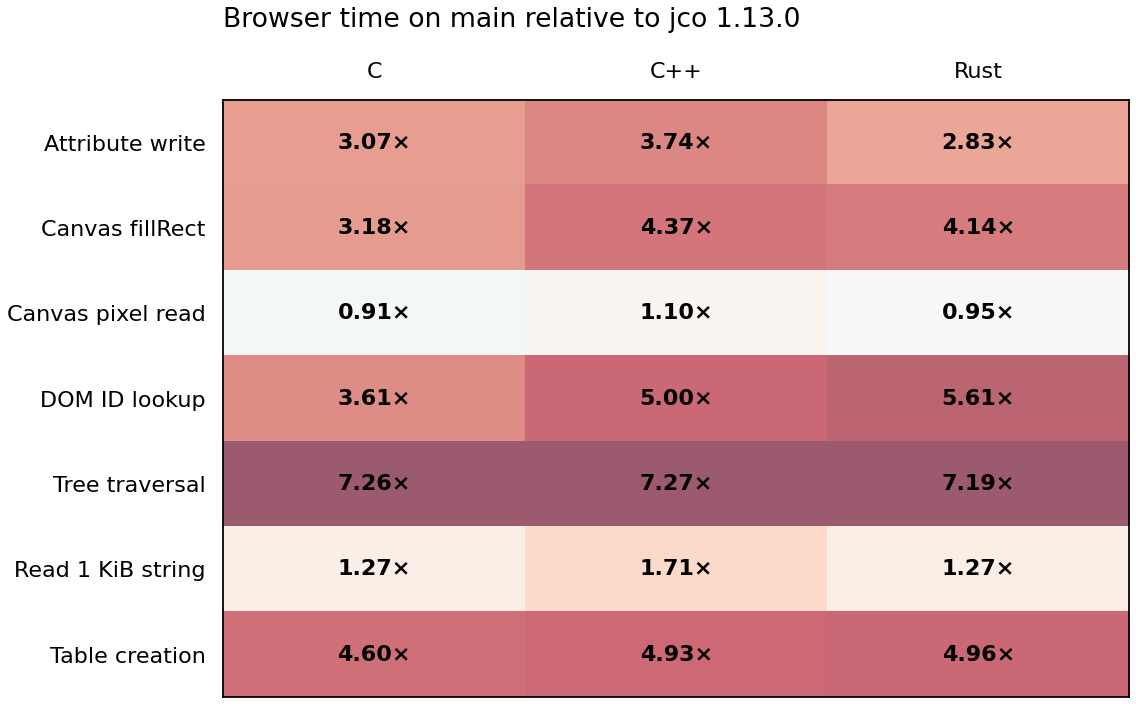 Browser time on main relative to jco 1.13.0
C C++ Rust
Attribute write 3.07× 3.74× 2.83×
Canvas fillRect 3.18× 4.37× 4.14×
Canvas pixel read 0.91× 1.10× 0.95×
DOM ID lookup 3.61× 5.00× 5.61×
Tree traversal 7.26× 7.27× 7.19×
Read 1 KiB string 1.27× 1.71× 1.27×
Table creation 4.60× 4.93× 4.96×